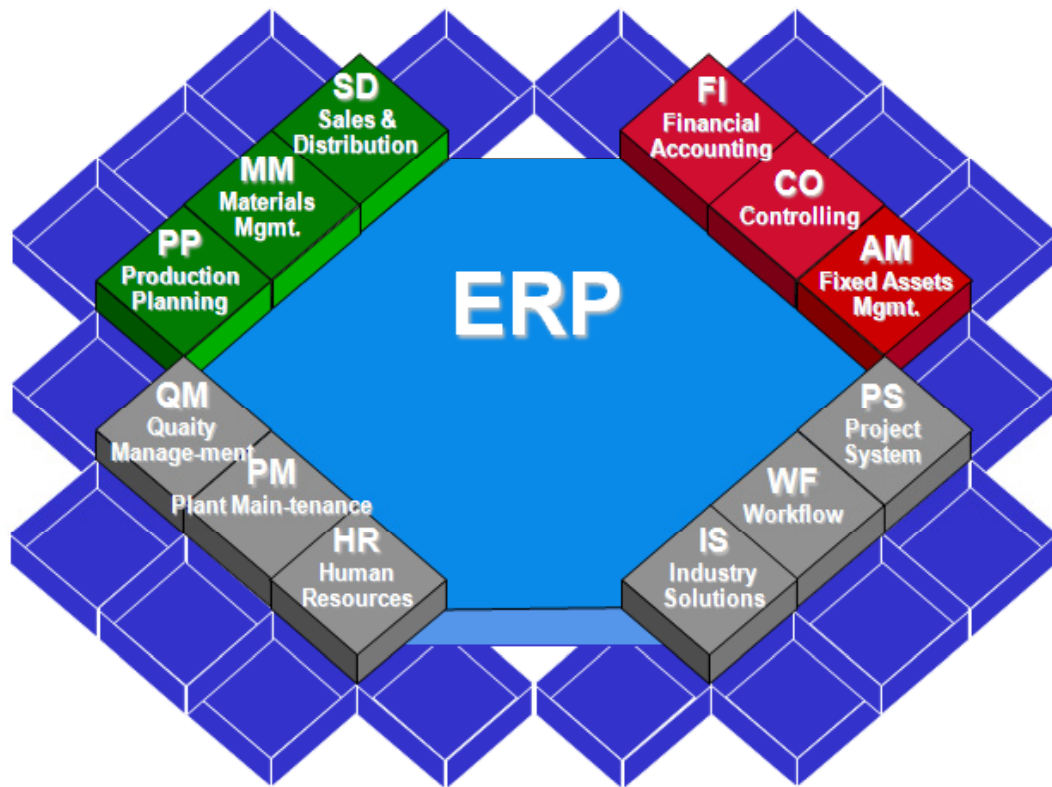 SD
Sales &
Distribution
MM
Materials
Mgmt.
PP
Production
Planning
FI
Financial
Accounting
CO
Controlling
AM
Fixed Assets
Mgmt.
ERP
QM
Quaity
Manage-ment
PM
Plant Main-tenance
HR
Human
Resources
PS
Project
System
WF
Workflow
IS
Industry
Solutions